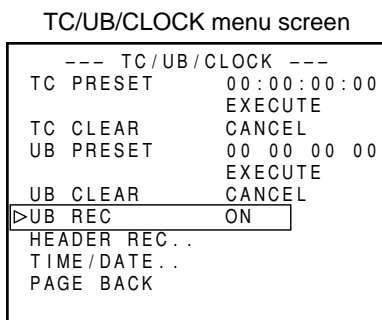 TC/UB/CLOCK menu screen
––– TC/UB/CLOCK –––
TC PRESET 00:00:00:00
EXECUTE
TC CLEAR CANCEL
UB PRESET 00 00 00 00
EXECUTE
UB CLEAR CANCEL
▷UB REC ON
HEADER REC..
TIME/DATE..
PAGE BACK